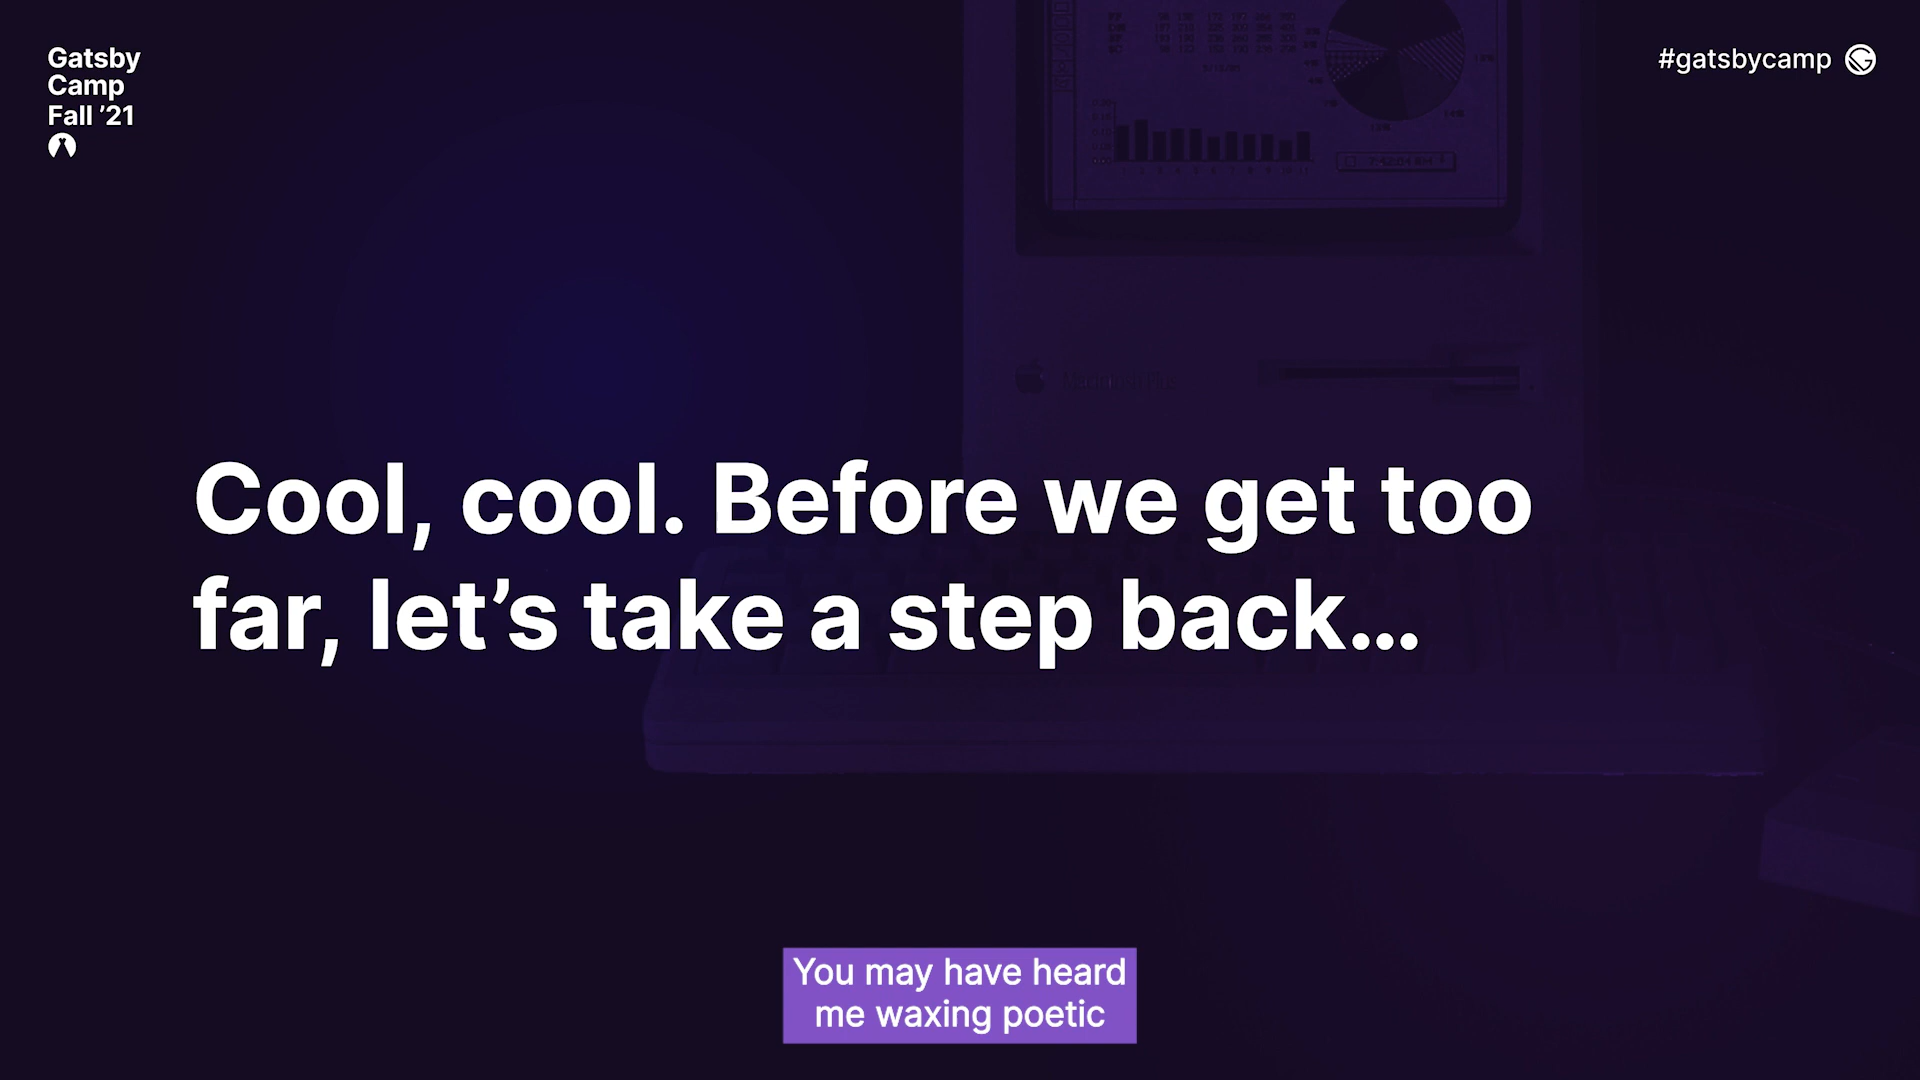 Gatsby
Camp
Fall ’21
#gatsbycamp
Cool, cool. Before we get too
far, let’s take a step back…
You may have heard
me waxing poetic